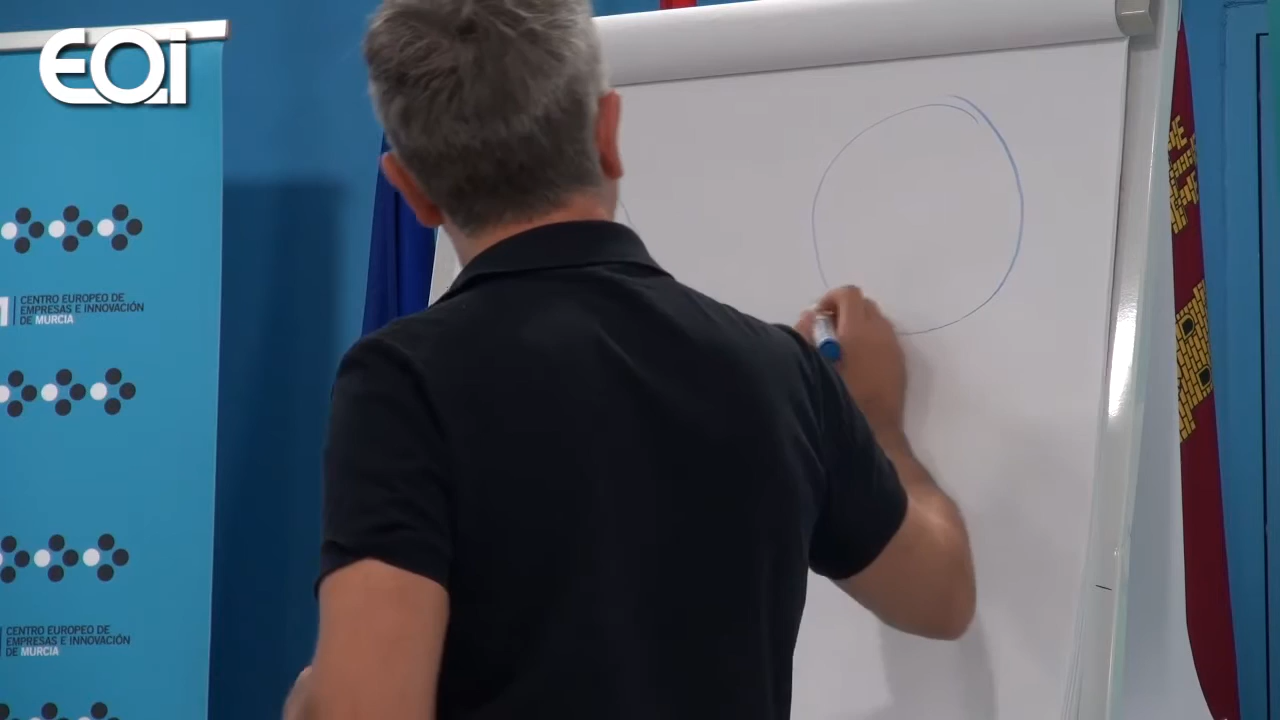 EOi
CENTRO EUROPEO DE
EMPRESAS E INNOVACIÓN
DE MURCIA
CENTRO EUROPEO DE
EMPRESAS E INNOVACIÓN
DE MURCIA